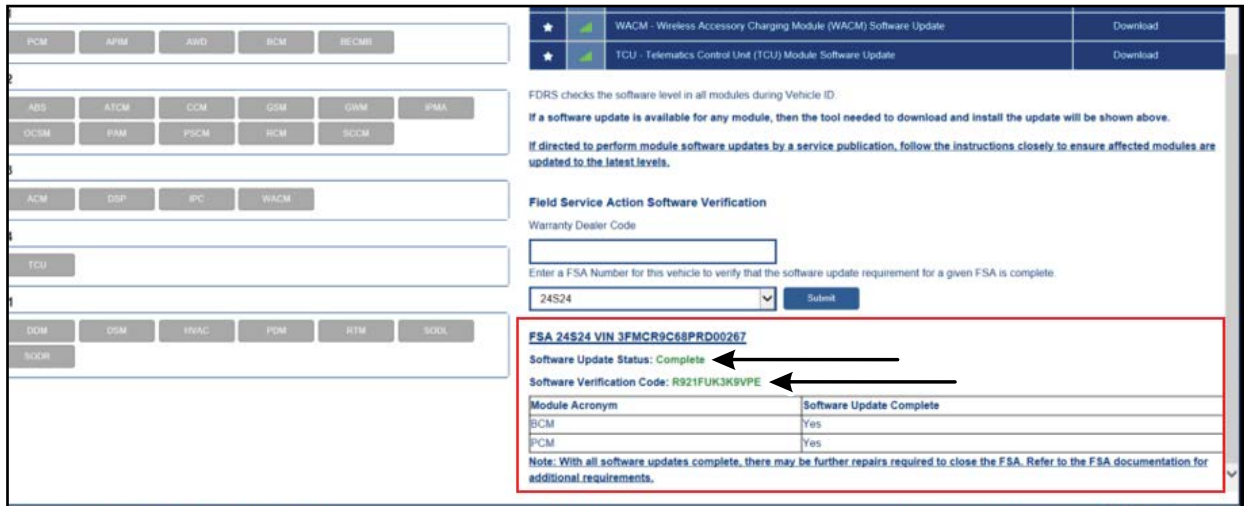 PCM APIM AWD BCM BECMB
2
ABS ATCM CCM GSM GWM IPMA
OCSM PAM PSCM RCM SCCM
3
ACM DSP IPC WACM
4
TCU
DDM DSM HVAC PDM RTM SODL
SODR
WACM - Wireless Accessory Charging Module (WACM) Software Update Download
TCU - Telematics Control Unit (TCU) Module Software Update Download
FDRS checks the software level in all modules during Vehicle ID.
If a software update is available for any module, then the tool needed to download and install the update will be shown above.
If directed to perform module software updates by a service publication, follow the instructions closely to ensure affected modules are
updated to the latest levels.
Field Service Action Software Verification
Warranty Dealer Code
Enter a FSA Number for this vehicle to verify that the software update requirement for a given FSA is complete.
24S24 Submit
FSA 24S24 VIN 3FMCR9C68PRD00267
Software Update Status: Complete
Software Verification Code: R921FUK3K9VPE
Module Acronym Software Update Complete
BCM Yes
PCM Yes
Note: With all software updates complete, there may be further repairs required to close the FSA. Refer to the FSA documentation for
additional requirements.